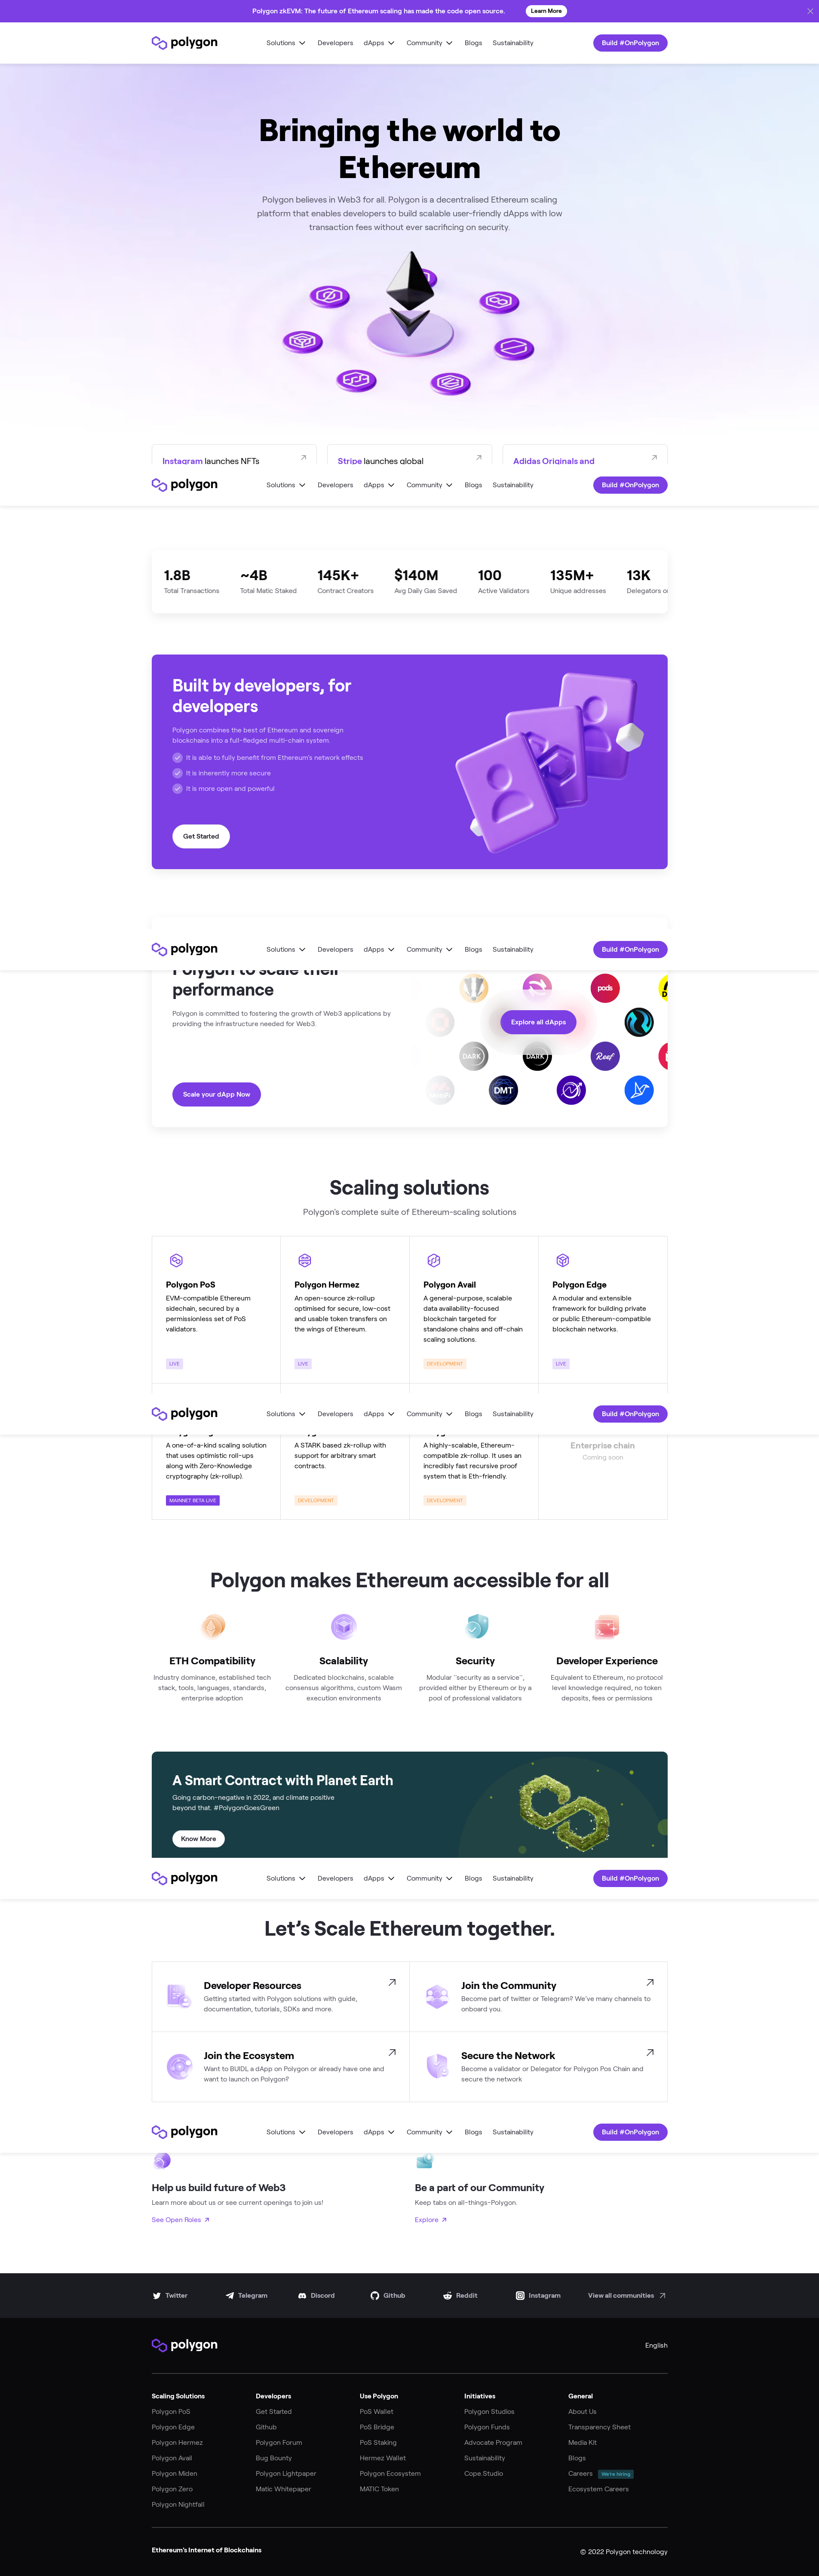 Polygon zkEVM: The future of Ethereum scaling has made the code open source. Learn More
polygon Solutions Developers dApps Community Blogs Sustainability Build #OnPolygon
Bringing the world to
Ethereum
Polygon believes in Web3 for all. Polygon is a decentralised Ethereum scaling
platform that enables developers to build scalable user-friendly dApps with low
transaction fees without ever sacrificing on security.
Instagram launches NFTs
Stripe launches global
Adidas Originals and
polygon Solutions Developers dApps Community Blogs Sustainability Build #OnPolygon
1.8B
Total Transactions
~4B
Total Matic Staked
145K+
Contract Creators
$140M
Avg Daily Gas Saved
100
Active Validators
135M+
Unique addresses
13K
Delegators
Built by developers, for
developers
Polygon combines the best of Ethereum and sovereign
blockchains into a full-fledged multi-chain system.
It is able to fully benefit from Ethereum's network effects
It is inherently more secure
It is more open and powerful
Get Started
polygon Solutions Developers dApps Community Blogs Sustainability Build #OnPolygon
Polygon to scale their
performance
Polygon is committed to fostering the growth of Web3 applications by
providing the infrastructure needed for Web3.
Scale your dApp Now
pods
Explore all dApps
DARK
DARK
Reef
DMT
Scaling solutions
Polygon's complete suite of Ethereum-scaling solutions
Polygon PoS
EVM-compatible Ethereum
sidechain, secured by a
permissionless set of PoS
validators.
LIVE
Polygon Hermez
An open-source zk-rollup
optimised for secure, low-cost
and usable token transfers on
the wings of Ethereum.
LIVE
Polygon Avail
A general-purpose, scalable
data availability-focused
blockchain targeted for
standalone chains and off-chain
scaling solutions.
DEVELOPMENT
Polygon Edge
A modular and extensible
framework for building private
or public Ethereum-compatible
blockchain networks.
LIVE
polygon Solutions Developers dApps Community Blogs Sustainability Build #OnPolygon
A one-of-a-kind scaling solution
that uses optimistic roll-ups
along with Zero-Knowledge
cryptography (zk-rollup).
MAINNET BETA LIVE
A STARK based zk-rollup with
support for arbitrary smart
contracts.
DEVELOPMENT
A highly-scalable, Ethereum-
compatible zk-rollup. It uses an
incredibly fast recursive proof
system that is Eth-friendly.
DEVELOPMENT
Enterprise chain
Coming soon
Polygon makes Ethereum accessible for all
ETH Compatibility
Industry dominance, established tech
stack, tools, languages, standards,
enterprise adoption
Scalability
Dedicated blockchains, scalable
consensus algorithms, custom Wasm
execution environments
Security
Modular "security as a service",
provided either by Ethereum or by a
pool of professional validators
Developer Experience
Equivalent to Ethereum, no protocol
level knowledge required, no token
deposits, fees or permissions
A Smart Contract with Planet Earth
Going carbon-negative in 2022, and climate positive
beyond that. #PolygonGoesGreen
Know More
polygon Solutions Developers dApps Community Blogs Sustainability Build #OnPolygon
Let's Scale Ethereum together.
Developer Resources
Getting started with Polygon solutions with guide,
documentation, tutorials, SDKs and more.
Join the Community
Become part of twitter or Telegram? We've many channels to
onboard you.
Join the Ecosystem
Want to BUIDL a dApp on Polygon or already have one and
want to launch on Polygon?
Secure the Network
Become a validator or Delegator for Polygon Pos Chain and
secure the network
polygon Solutions Developers dApps Community Blogs Sustainability Build #OnPolygon
Help us build future of Web3
Learn more about us or see current openings to join us!
See Open Roles
Be a part of our Community
Keep tabs on all-things-Polygon.
Explore
Twitter Telegram Discord Github Reddit Instagram View all communities
polygon English
Scaling Solutions
Polygon PoS
Polygon Edge
Polygon Hermez
Polygon Avail
Polygon Miden
Polygon Zero
Polygon Nightfall
Developers
Get Started
Github
Polygon Forum
Bug Bounty
Polygon Lightpaper
Matic Whitepaper
Use Polygon
PoS Wallet
PoS Bridge
PoS Staking
Hermez Wallet
Polygon Ecosystem
MATIC Token
Initiatives
Polygon Studios
Polygon Funds
Advocate Program
Sustainability
Cope.Studio
General
About Us
Transparency Sheet
Media Kit
Blogs
Careers We're hiring
Ecosystem Careers
Ethereum's Internet of Blockchains
© 2022 Polygon technology